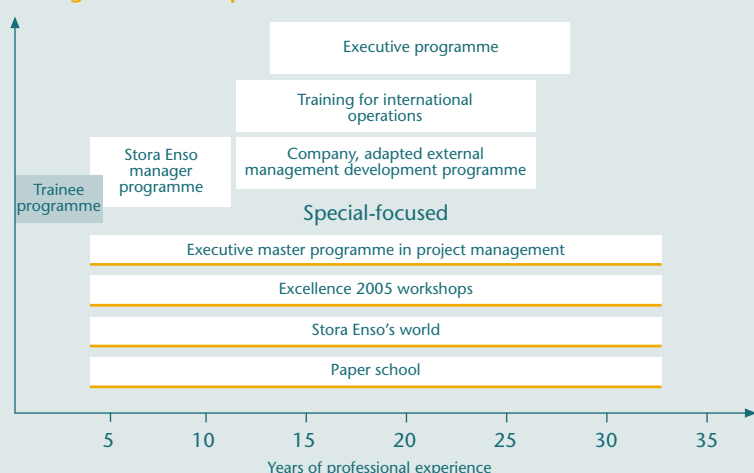 Executive programme
Training for international
operations
Stora Enso
manager
programme
Company, adapted external
management development programme
Trainee
programme
Special-focused
Executive master programme in project management
Excellence 2005 workshops
Stora Enso's world
Paper school
5 10 15 20 25 30 35
Years of professional experience